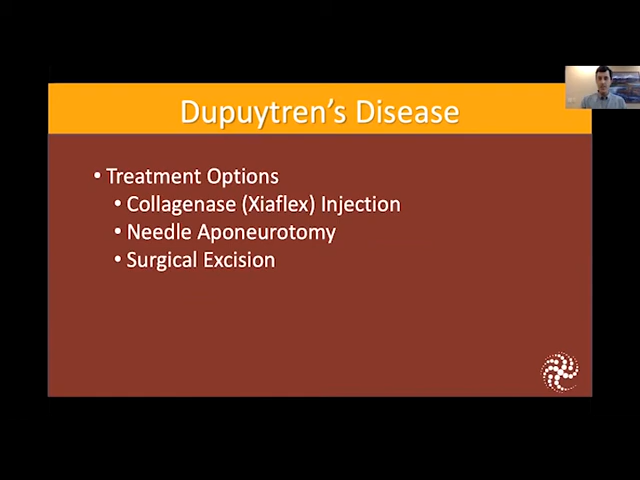 Dupuytren's Disease
• Treatment Options
• Collagenase (Xiaflex) Injection
• Needle Aponeurotomy
• Surgical Excision